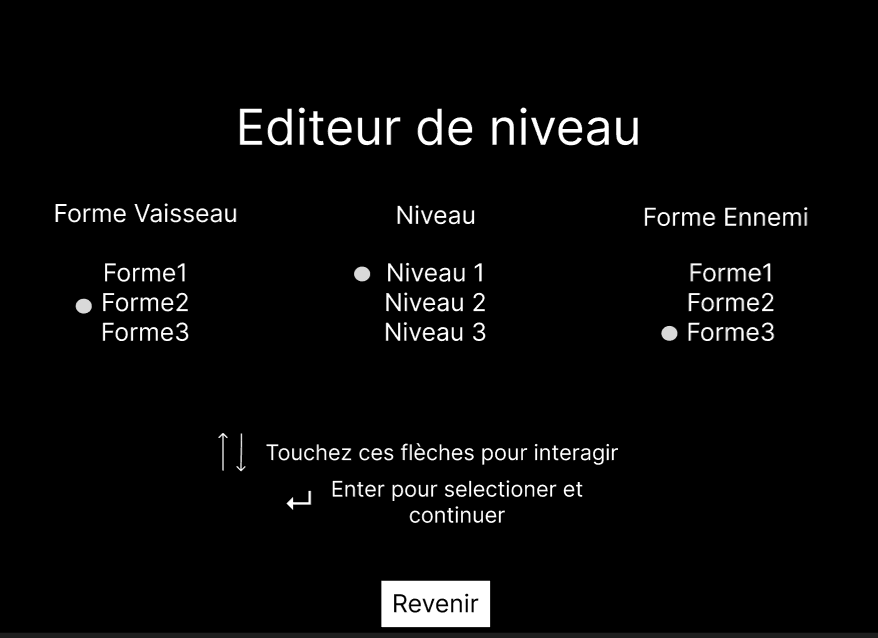 Editeur de niveau
Forme Vaisseau
Forme1
Forme2
Forme3
Niveau
Niveau 1
Niveau 2
Niveau 3
Forme Ennemi
Forme1
Forme2
Forme3
Touchez ces flèches pour interagir
Enter pour selectioner et
continuer
Revenir